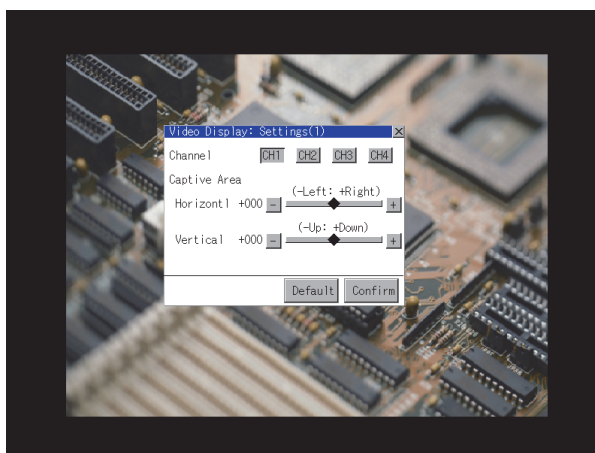 Video Display: Settings(1) ×
Channel CH1 CH2 CH3 CH4
Captive Area
(-Left: +Right)
Horizontl +000 - +
(-Up: +Down)
Vertical +000 - +
Default Confirm